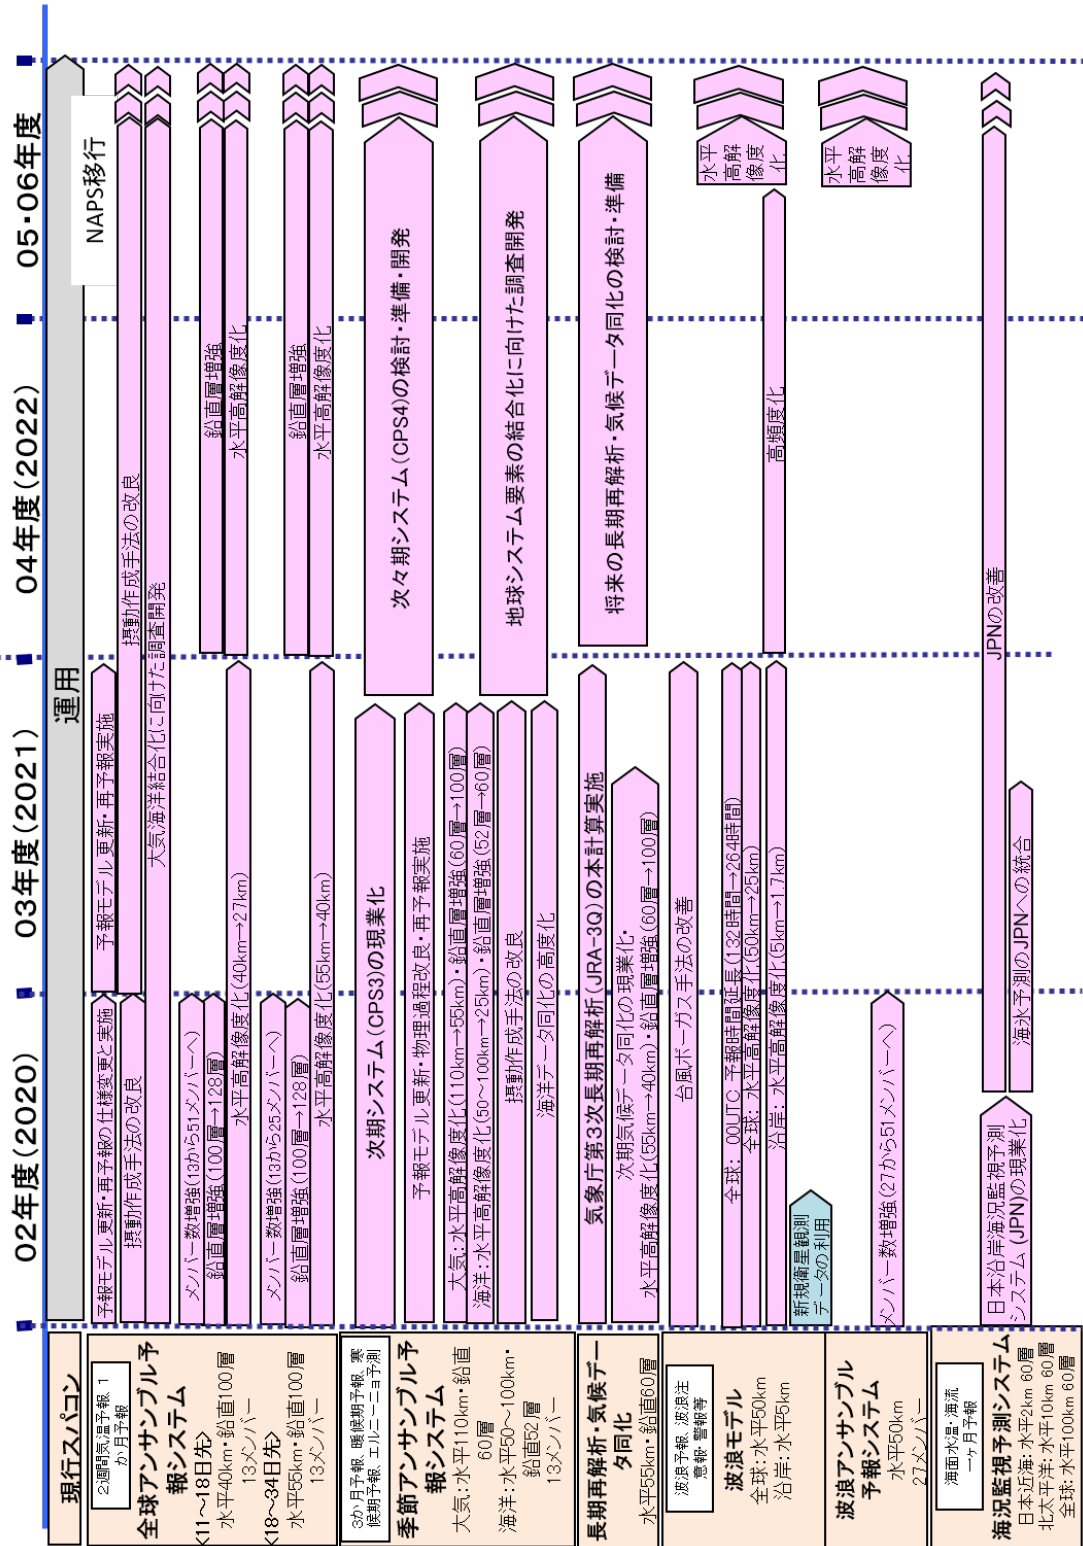 02年度(2020)
03年度(2021)
04年度(2022)
05・06年度
現行スパコン
運用
NAPS移行
2週間気温予報、1
か月予報
全球アンサンブル予
報システム
<11～18日先>
水平40km・鉛直100層
13メンバー
<18～34日先>
水平55km・鉛直100層
13メンバー
予報モデル更新・再予報の仕様変更と実施
予報モデル更新・再予報実施
摂動作成手法の改良
摂動作成手法の改良
大気海洋結合化に向けた調査開発
メンバー数増強(13から51メンバーへ)
鉛直層増強(100層→128層)
鉛直層増強
水平高解像度化(40km→27km)
水平高解像度化
メンバー数増強(13から25メンバーへ)
鉛直層増強(100層→128層)
鉛直層増強
水平高解像度化(55km→40km)
水平高解像度化
3か月予報、暖候期予報、寒
候期予報、エルニーニョ予測
季節アンサンブル予
報システム
大気:水平110km・鉛直
60層
海洋:水平50～100km・
鉛直52層
13メンバー
次期システム(CPS3)の現業化
次々期システム(CPS4)の検討・準備・開発
予報モデル更新・物理過程改良・再予報実施
大気:水平高解像度化(110km→55km)・鉛直層増強(60層→100層)
海洋:水平高解像度化(50～100km→25km)・鉛直層増強(52層→60層)
地球システム要素の結合化に向けた調査開発
摂動作成手法の改良
海洋データ同化の高度化
長期再解析・気候デー
タ同化
水平55km・鉛直60層
気象庁第3次長期再解析(JRA-3Q)の本計算実施
将来の長期再解析・気候データ同化の検討・準備
次期気候データ同化の現業化・
水平高解像度化(55km→40km)・鉛直層増強(60層→100層)
波浪予報、波浪注
意報・警報等
波浪モデル
全球:水平50km
沿岸:水平5km
台風ボーガス手法の改善
全球: 00UTC 予報時間延長(132時間→264時間)
全球: 水平高解像度化(50km→25km)
沿岸: 水平高解像度化(5km→1.7km)
高頻度化
水平
高解
像度
化
新規衛星観測
データの利用
波浪アンサンブル
予報システム
水平50km
27メンバー
メンバー数増強(27から51メンバーへ)
水平
高解
像度
化
海面水温・海流
一ヶ月予報
海況監視予測システム
日本近海:水平2km 60層
北太平洋:水平10km 60層
全球:水平100km 60層
日本沿岸海況監視予測
システム (JPN)の現業化
JPNの改善
海氷予測のJPNへの統合